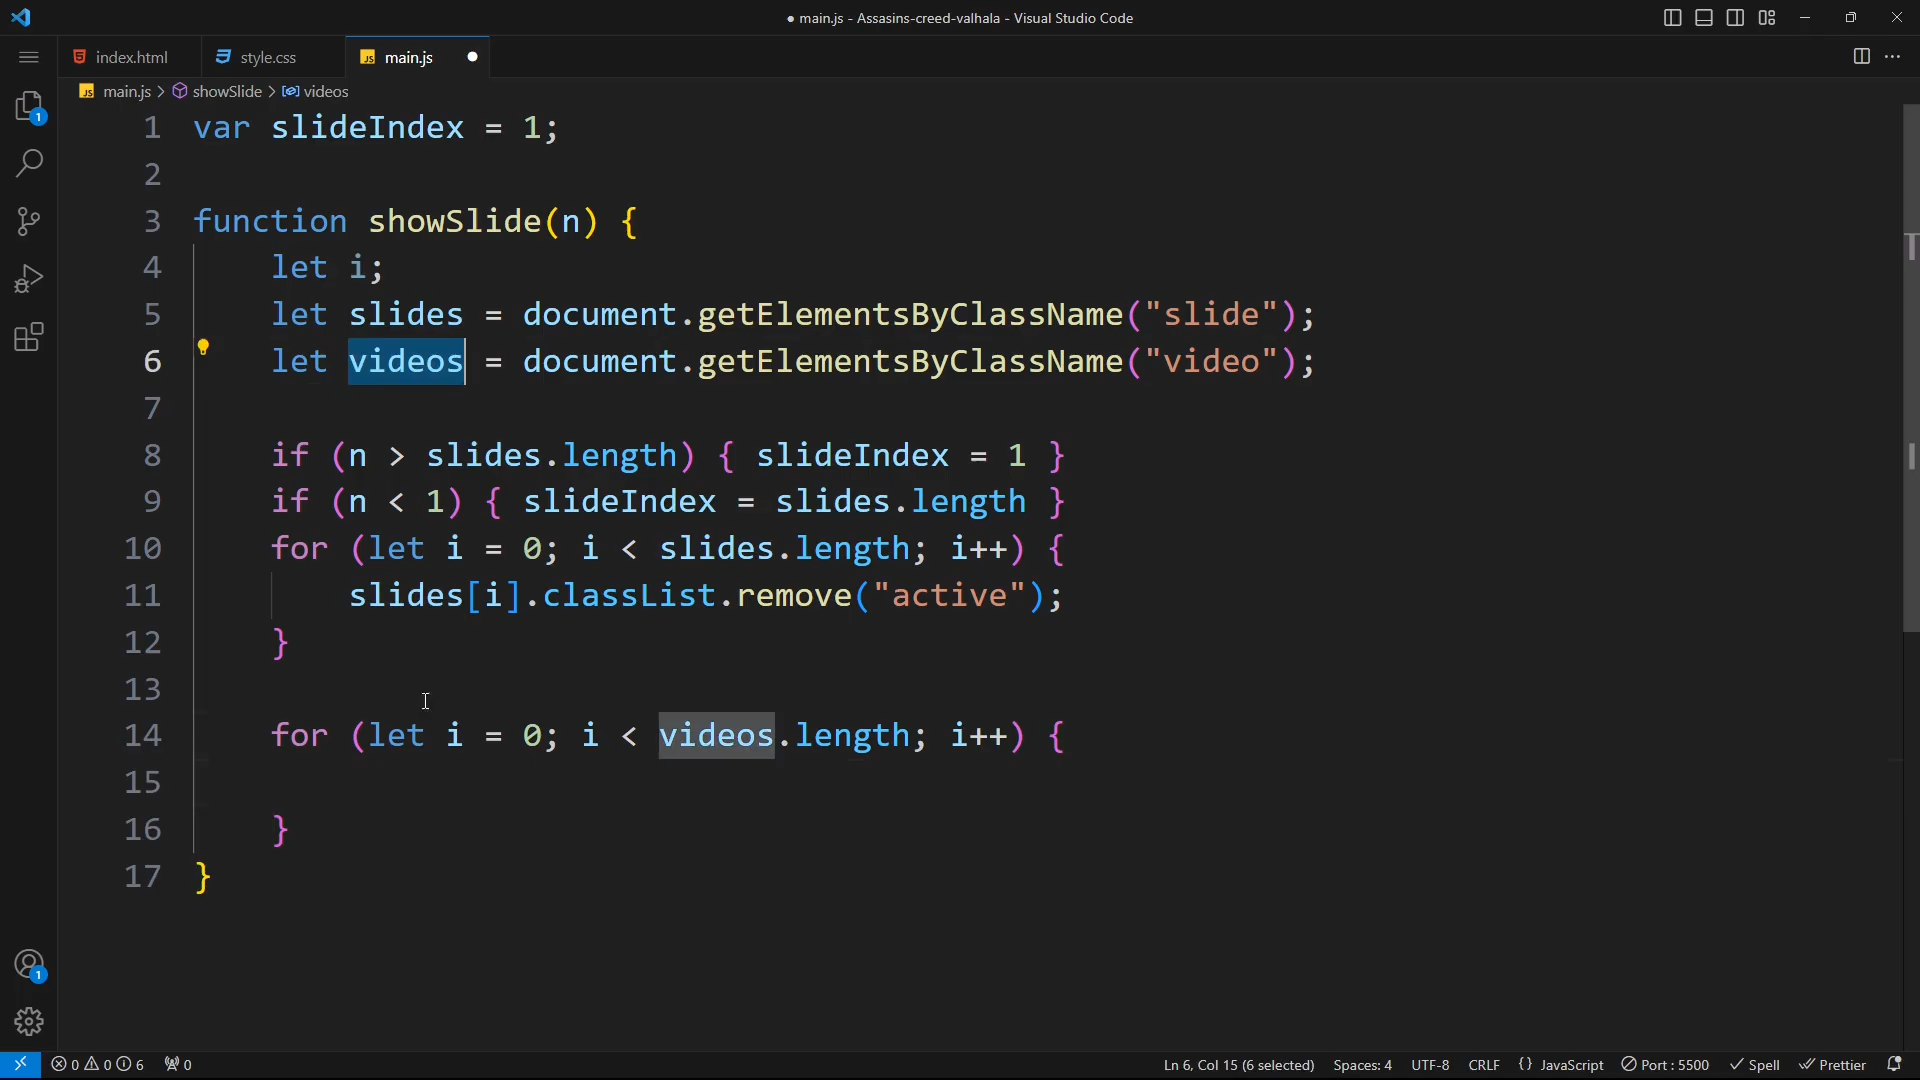 ● main.js - Assasins-creed-valhala - Visual Studio Code
index.html
style.css
JS main.js ●
JS main.js > showSlide > videos
1 var slideIndex = 1;
2
3 function showSlide(n) {
4 let i;
5 let slides = document.getElementsByClassName("slide");
6 let videos = document.getElementsByClassName("video");
7
8 if (n > slides.length) { slideIndex = 1 }
9 if (n < 1) { slideIndex = slides.length }
10 for (let i = 0; i < slides.length; i++) {
11 slides[i].classList.remove("active");
12 }
13
14 for (let i = 0; i < videos.length; i++) {
15
16 }
17 }
1
1
0 0 6 0 Ln 6, Col 15 (6 selected) Spaces: 4 UTF-8 CRLF {} JavaScript Port : 5500 Spell Prettier